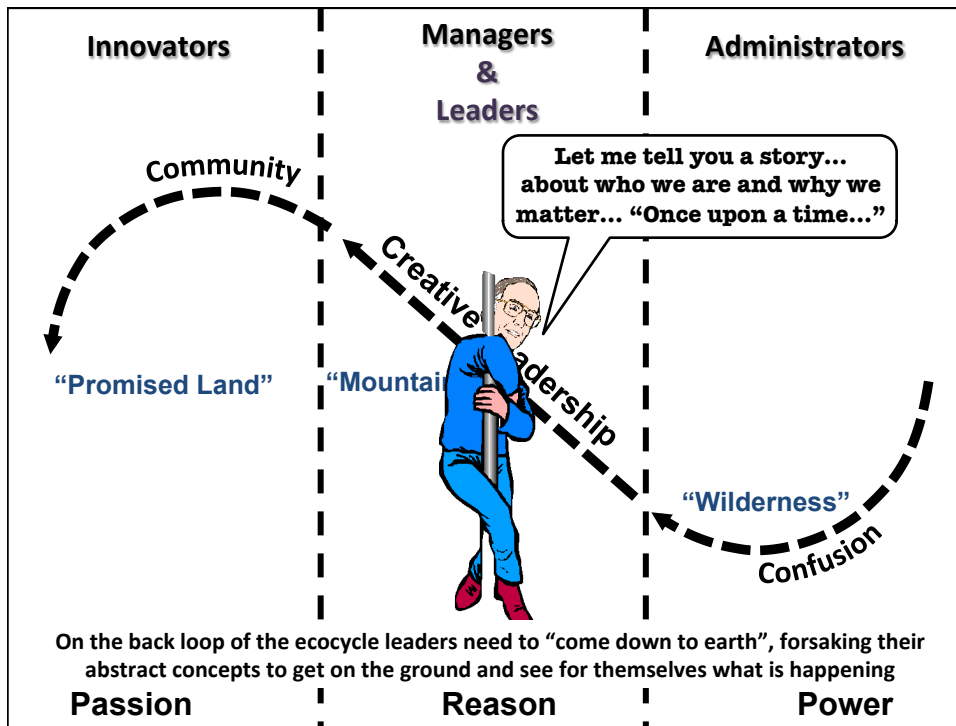 Innovators
Managers
&
Leaders
Administrators
Community
Let me tell you a story...
about who we are and why we
matter... “Once upon a time...”
Creative
adership
“Promised Land”
“Mountai
“Wilderness”
Confusion
On the back loop of the ecocycle leaders need to “come down to earth”, forsaking their
abstract concepts to get on the ground and see for themselves what is happening
Passion
Reason
Power